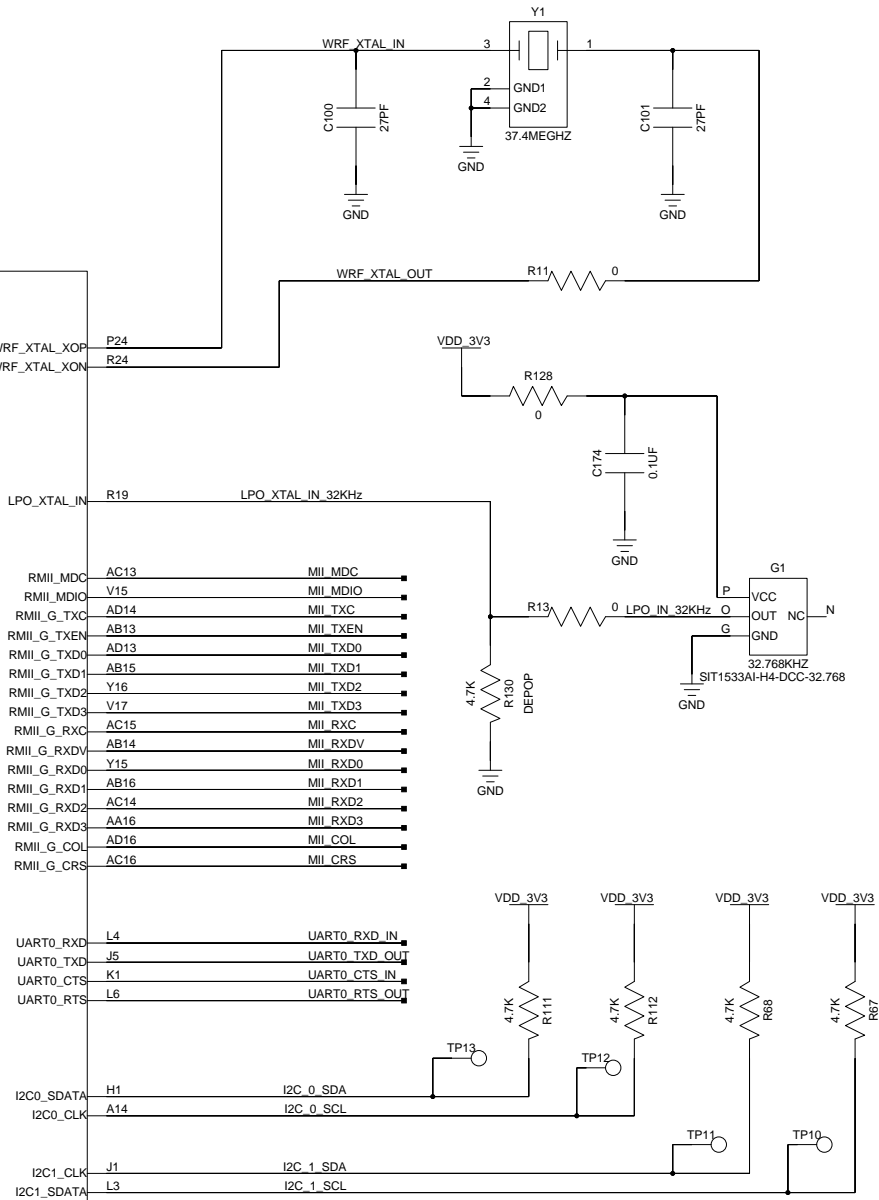 Y1
WRF_XTAL_IN
3
1
2
GND1
4
GND2
37.4MEGHZ
C100
27PF
C101
27PF
GND
GND
GND
WRF_XTAL_OUT
R11
0
WRF_XTAL_XOP
P24
WRF_XTAL_XON
R24
VDD_3V3
R128
0
C174
0.1UF
GND
LPO_XTAL_IN
R19
LPO_XTAL_IN_32KHz
G1
P
VCC
R13
0
LPO_IN_32KHz
O
OUT
NC
N
G
GND
32.768KHZ
SIT1533AI-H4-DCC-32.768
GND
4.7K
R130
DEPOP
GND
RMII_MDC AC13 MII_MDC
RMII_MDIO V15 MII_MDIO
RMII_G_TXC AD14 MII_TXC
RMII_G_TXEN AB13 MII_TXEN
RMII_G_TXD0 AD13 MII_TXD0
RMII_G_TXD1 AB15 MII_TXD1
RMII_G_TXD2 Y16 MII_TXD2
RMII_G_TXD3 V17 MII_TXD3
RMII_G_RXC AC15 MII_RXC
RMII_G_RXDV AB14 MII_RXDV
RMII_G_RXD0 Y15 MII_RXD0
RMII_G_RXD1 AB16 MII_RXD1
RMII_G_RXD2 AC14 MII_RXD2
RMII_G_RXD3 AA16 MII_RXD3
RMII_G_COL AD16 MII_COL
RMII_G_CRS AC16 MII_CRS
UART0_RXD L4 UART0_RXD_IN
UART0_TXD J5 UART0_TXD_OUT
UART0_CTS K1 UART0_CTS_IN
UART0_RTS L6 UART0_RTS_OUT
VDD_3V3
VDD_3V3
VDD_3V3
VDD_3V3
4.7K
R111
4.7K
R112
4.7K
R68
4.7K
R67
TP13
TP12
I2C0_SDATA H1 I2C_0_SDA
I2C0_CLK A14 I2C_0_SCL
TP11
TP10
I2C1_CLK J1 I2C_1_SDA
I2C1_SDATA L3 I2C_1_SCL